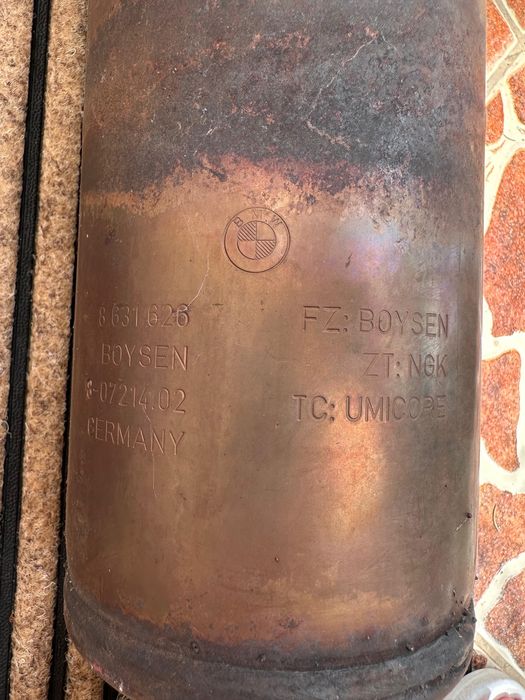 BMW
8 631 626
BOYSEN
07214.02
GERMANY
FZ: BOYSEN
ZT: NGK
TC: UMICORE